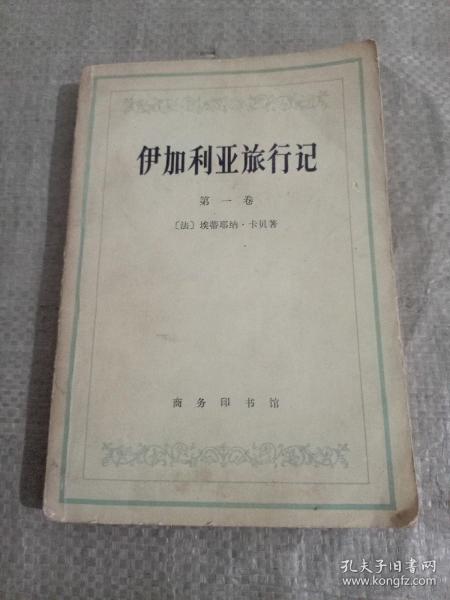 伊加利亚旅行记
第一卷
〔法〕埃蒂耶纳·卡贝著
商务印书馆
孔夫子旧书网
www.kongfz.com